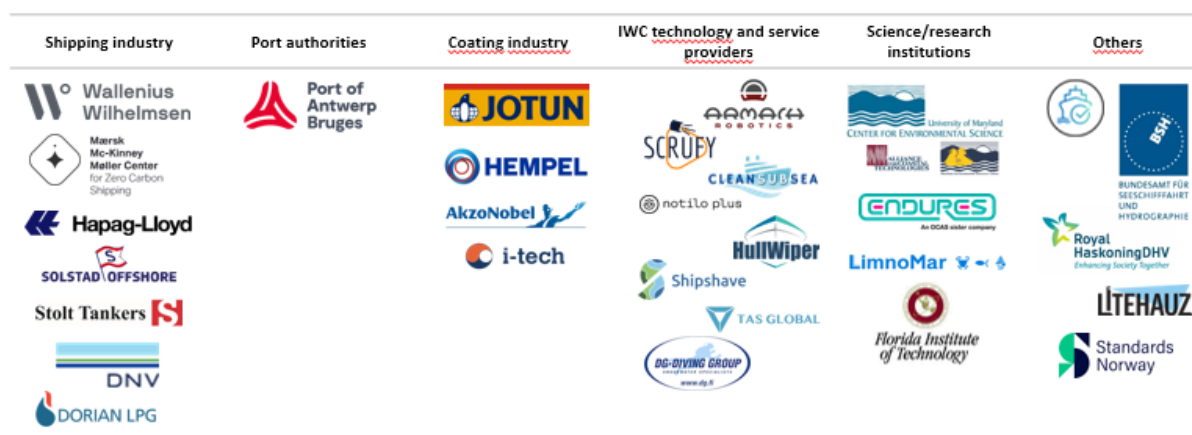 Shipping industry
Port authorities
Coating industry
IWC technology and service
providers
Science/research
institutions
Others
Wallenius
Wilhelmsen
Mærsk
Mc-Kinney
Møller Center
for Zero Carbon
Shipping
Hapag-Lloyd
SOLSTAD OFFSHORE
Stolt Tankers S
DNV
DORIAN LPG
Port of
Antwerp
Bruges
JOTUN
HEMPEL
AkzoNobel
i-tech
ARMACH
ROBOTICS
SCRUFY
CLEANSUBSEA
notilo plus
HullWiper
Shipshave
TAS GLOBAL
DG-DIVING GROUP
www.dg.fi
University of Maryland
CENTER FOR ENVIRONMENTAL SCIENCE
ALLIANCE
TECHNOLOGIES
ENDURES
An OCAS sister company
LimnoMar
Florida Institute
of Technology
BSH
BUNDESAMT FÜR
SEESCHIFFFAHRT
UND
HYDROGRAPHIE
Royal
HaskoningDHV
Enhancing Society Together
LITEHAUZ
Standards
Norway